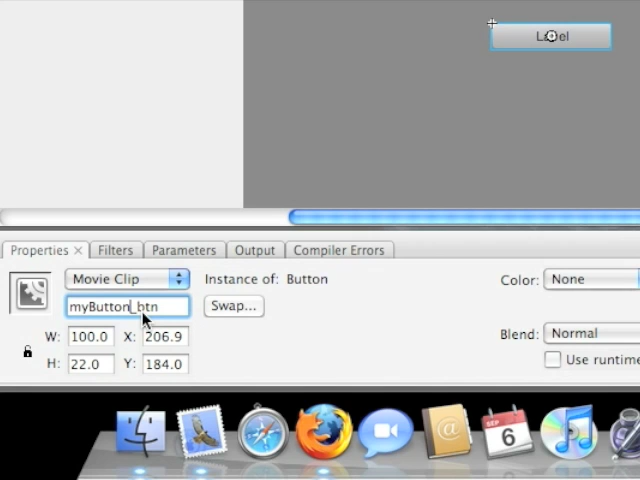 Label
Properties × Filters Parameters Output Compiler Errors
Movie Clip Instance of: Button Color: None
myButton_btn Swap...
W: 100.0 X: 206.9 Blend: Normal
H: 22.0 Y: 184.0 Use runtime
SEP
6